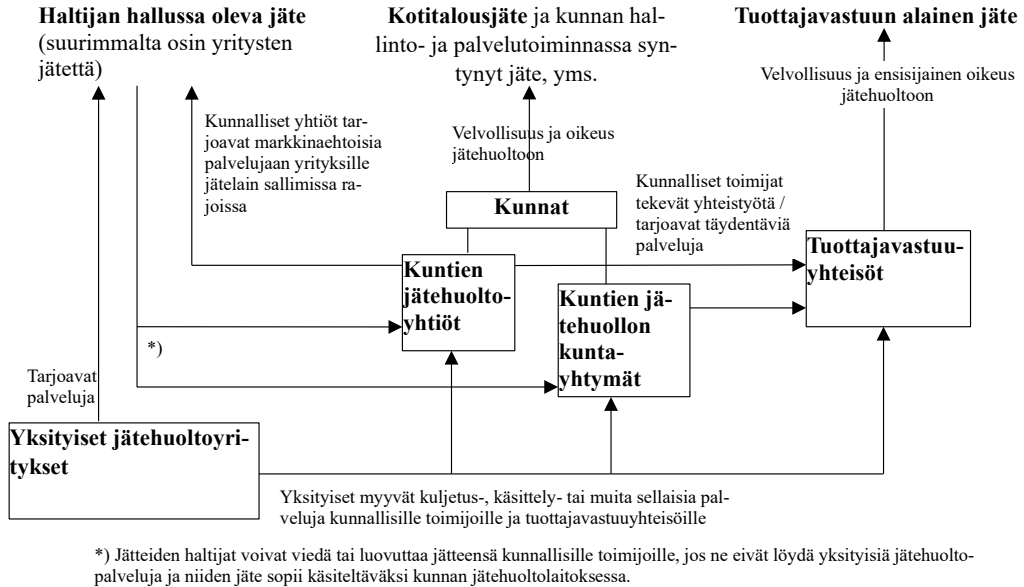 Haltijan hallussa oleva jäte
(suurimmalta osin yritysten
jätettä)
Kotitalousjäte ja kunnan hal-
linto- ja palvelutoiminnassa syn-
tynyt jäte, yms.
Tuottajavastuun alainen jäte
Velvollisuus ja ensisijainen oikeus
jätehuoltoon
Kunnalliset yhtiöt tar-
joavat markkinaehtoisia
palvelujaan yrityksille
jätelain sallimissa ra-
joissa
Velvollisuus ja oikeus
jätehuoltoon
Kunnalliset toimijat
tekevät yhteistyötä /
tarjoavat täydentäviä
palveluja
Kunnat
Kuntien
jätehuolto-
yhtiöt
Kuntien jä-
tehuollon
kunta-
yhtymät
Tuottajavastuu-
yhteisöt
*)
Tarjoavat
palveluja
Yksityiset jätehuoltoyri-
tykset
Yksityiset myyvät kuljetus-, käsittely- tai muita sellaisia pal-
veluja kunnallisille toimijoille ja tuottajavastuuyhteisöille
*) Jätteiden haltijat voivat viedä tai luovuttaa jätteensä kunnallisille toimijoille, jos ne eivät löydä yksityisiä jätehuolto-
palveluja ja niiden jäte sopii käsiteltäväksi kunnan jätehuoltolaitoksessa.